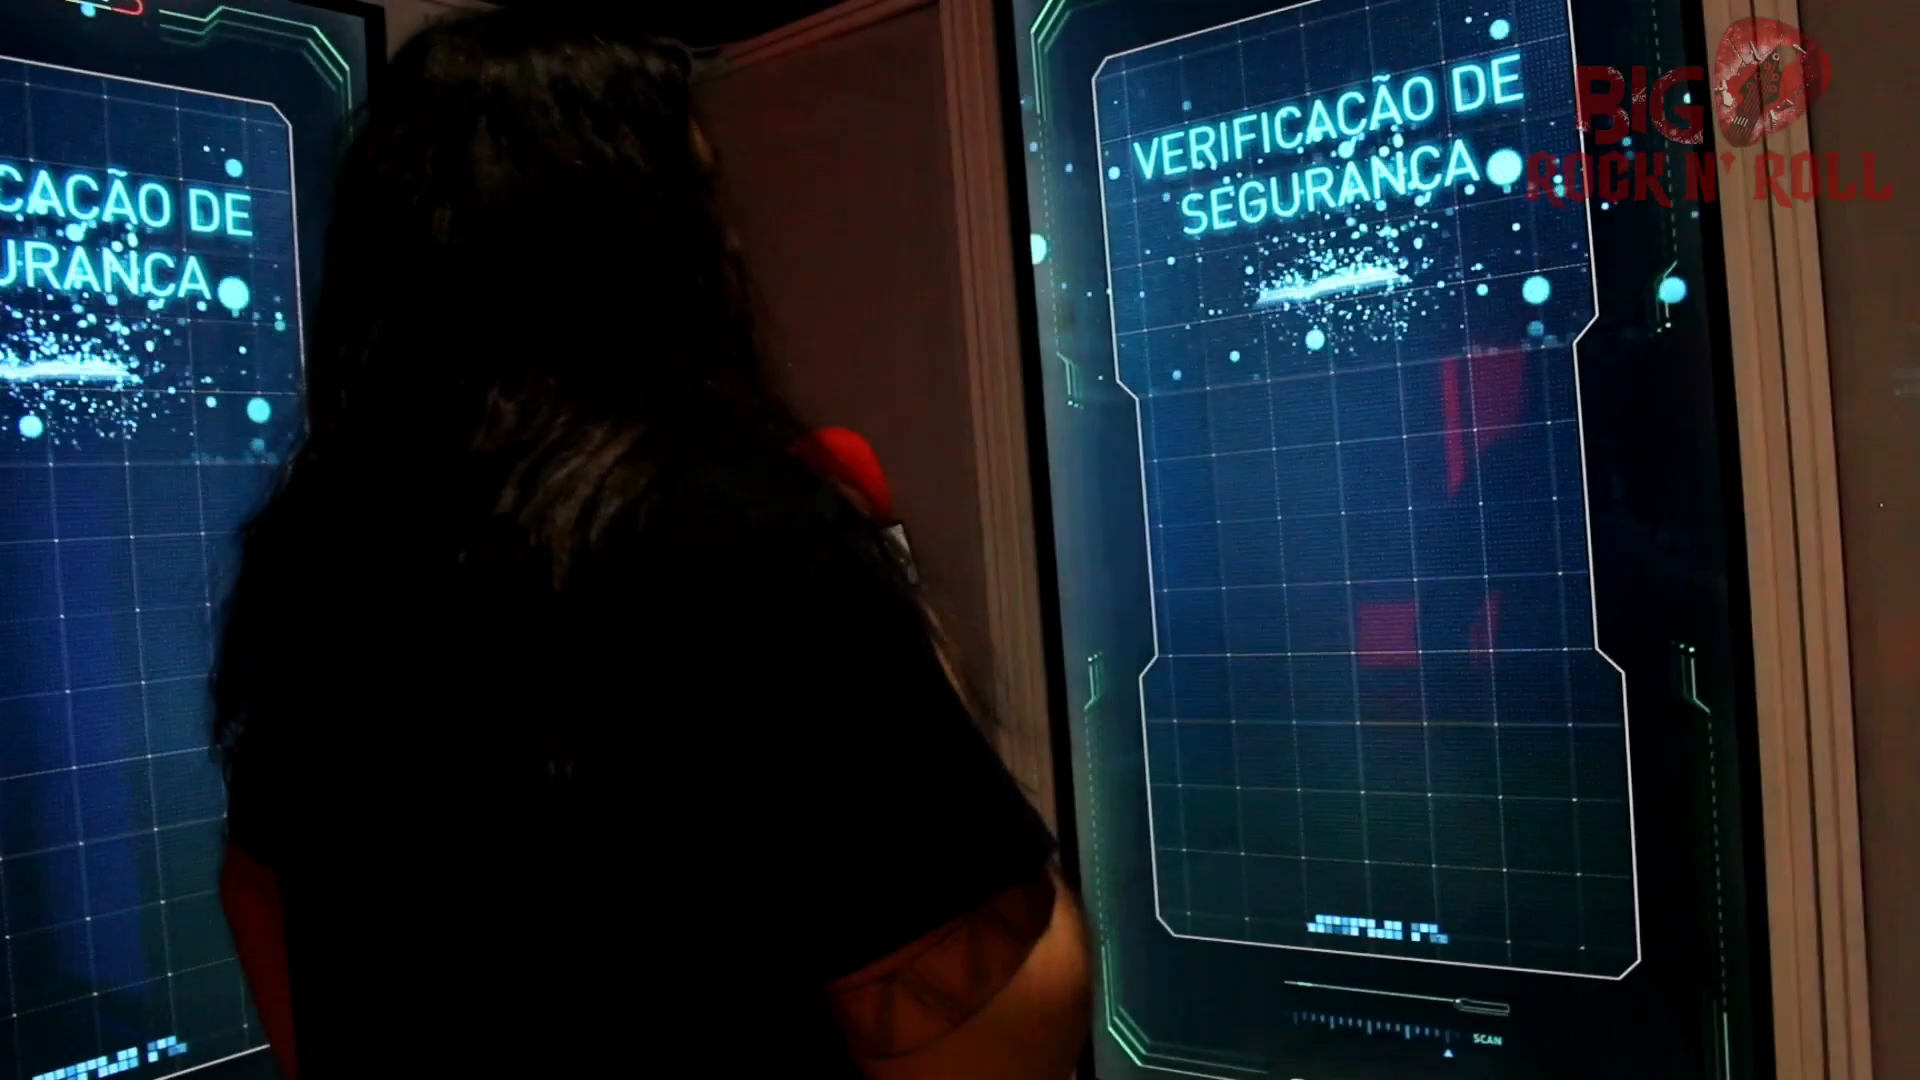 CAÇÃO DE
URANÇA
VERIFICAÇÃO DE
SEGURANÇA
SCAN
BIG
ROCK N' ROLL